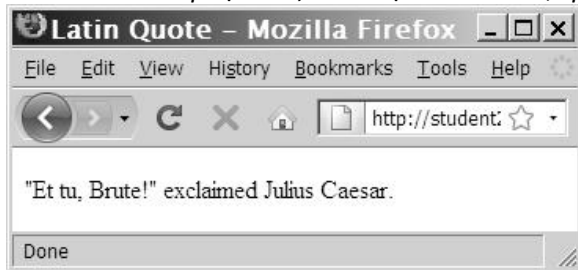 Latin Quote – Mozilla Firefox
File Edit View History Bookmarks Tools Help
http://student
"Et tu, Brute!" exclaimed Julius Caesar.
Done